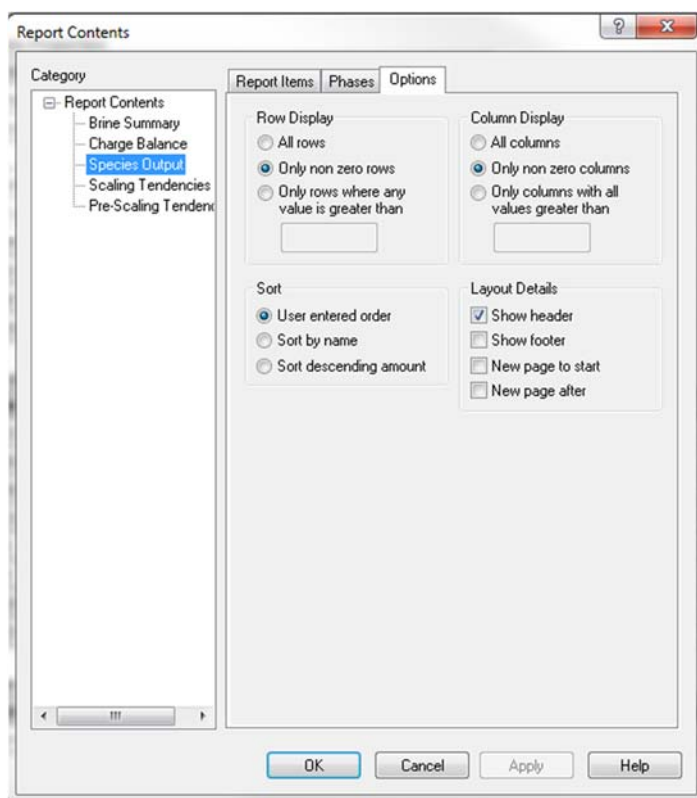 Report Contents
Category
Report Contents
Brine Summary
Charge Balance
Species Output
Scaling Tendencies
Pre-Scaling Tenden
Report Items
Phases
Options
Row Display
All rows
Only non zero rows
Only rows where any
value is greater than
Column Display
All columns
Only non zero columns
Only columns with all
values greater than
Sort
User entered order
Sort by name
Sort descending amount
Layout Details
Show header
Show footer
New page to start
New page after
OK
Cancel
Apply
Help